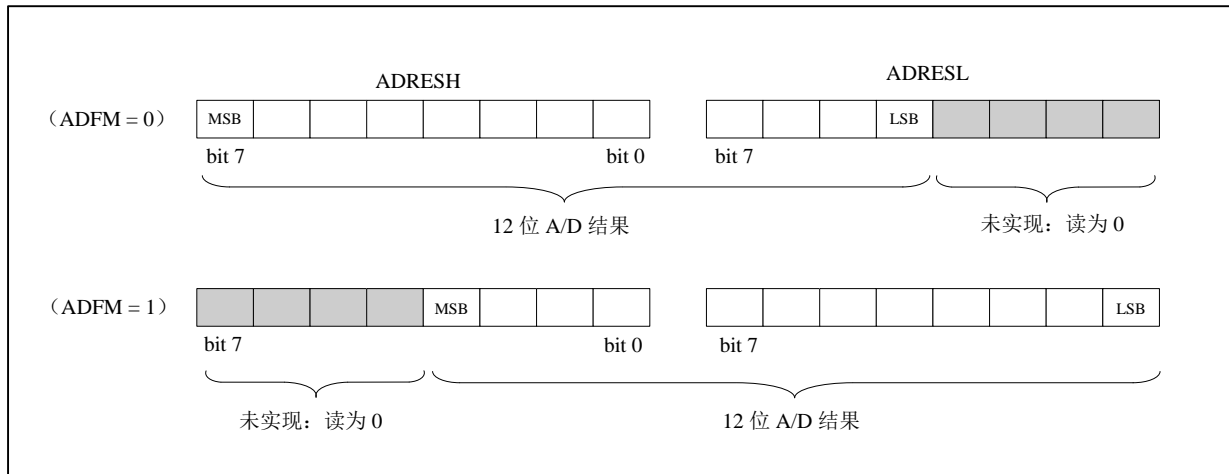 ADRESH ADRESL
（ADFM = 0） MSB LSB
bit 7 bit 0 bit 7
12 位 A/D 结果 未实现：读为 0
（ADFM = 1） MSB LSB
bit 7 bit 0 bit 7
未实现：读为 0 12 位 A/D 结果